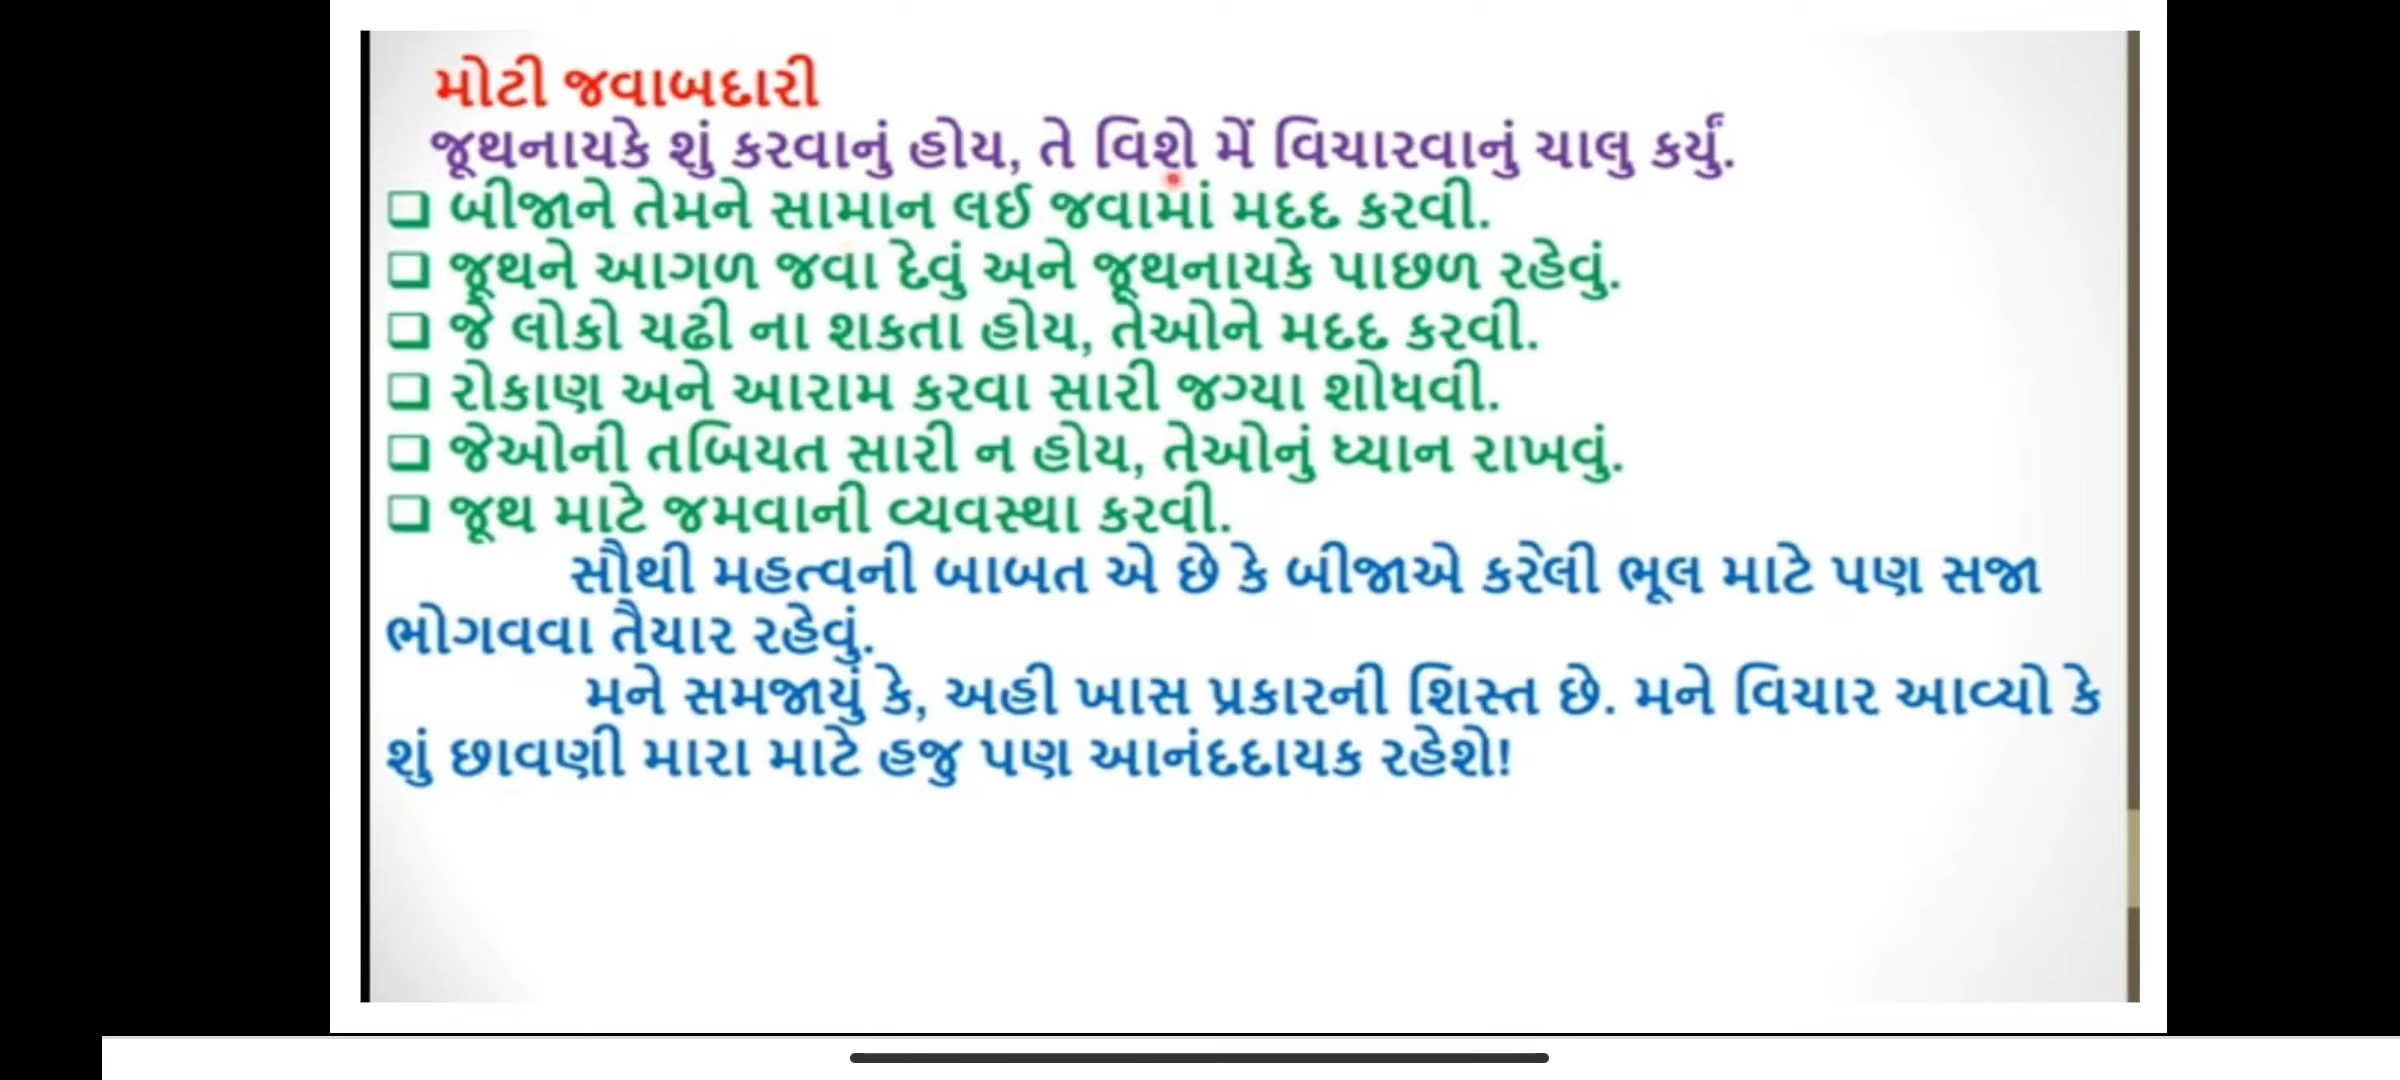 મોટી જવાબદારી
જૂથનાયકે શું કરવાનું હોય, તે વિશે મેં વિચારવાનું ચાલુ કર્યું.
❑ બીજાને તેમને સામાન લઈ જવામાં મદદ કરવી.
❑ જૂથને આગળ જવા દેવું અને જૂથનાયકે પાછળ રહેવું.
❑ જે લોકો ચઢી ના શકતા હોય, તેઓને મદદ કરવી.
❑ રોકાણ અને આરામ કરવા સારી જગ્યા શોધવી.
❑ જેઓની તબિયત સારી ન હોય, તેઓનું ધ્યાન રાખવું.
❑ જૂથ માટે જમવાની વ્યવસ્થા કરવી.
સૌથી મહત્વની બાબત એ છે કે બીજાએ કરેલી ભૂલ માટે પણ સજા
ભોગવવા તૈયાર રહેવું.
મને સમજાયું કે, અહી ખાસ પ્રકારની શિસ્ત છે. મને વિચાર આવ્યો કે
શું છાવણી મારા માટે હજુ પણ આનંદદાયક રહેશે!